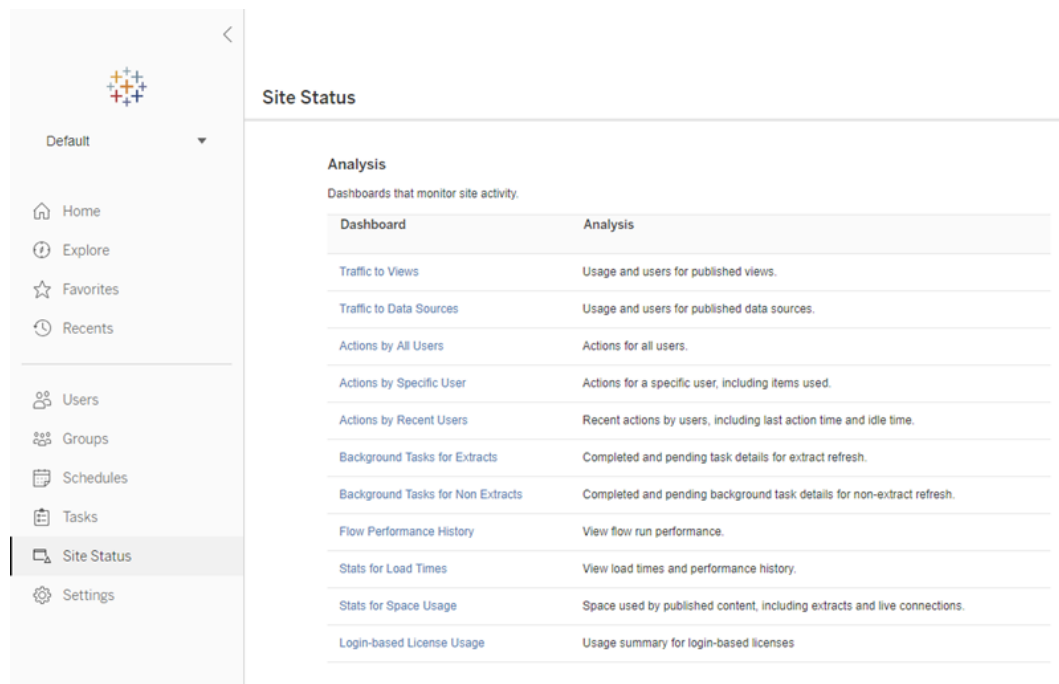 Default
Home
Explore
Favorites
Recents
Users
Groups
Schedules
Tasks
Site Status
Settings
Site Status
Analysis
Dashboards that monitor site activity.
Dashboard Analysis
Traffic to Views Usage and users for published views.
Traffic to Data Sources Usage and users for published data sources.
Actions by All Users Actions for all users.
Actions by Specific User Actions for a specific user, including items used.
Actions by Recent Users Recent actions by users, including last action time and idle time.
Background Tasks for Extracts Completed and pending task details for extract refresh.
Background Tasks for Non Extracts Completed and pending background task details for non-extract refresh.
Flow Performance History View flow run performance.
Stats for Load Times View load times and performance history.
Stats for Space Usage Space used by published content, including extracts and live connections.
Login-based License Usage Usage summary for login-based licenses